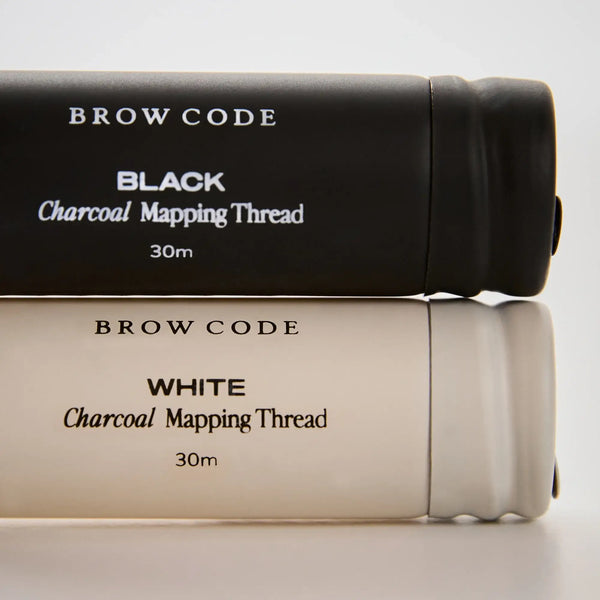 BROW CODE
BLACK
Charcoal Mapping Thread
30m
BROW CODE
WHITE
Charcoal Mapping Thread
30m